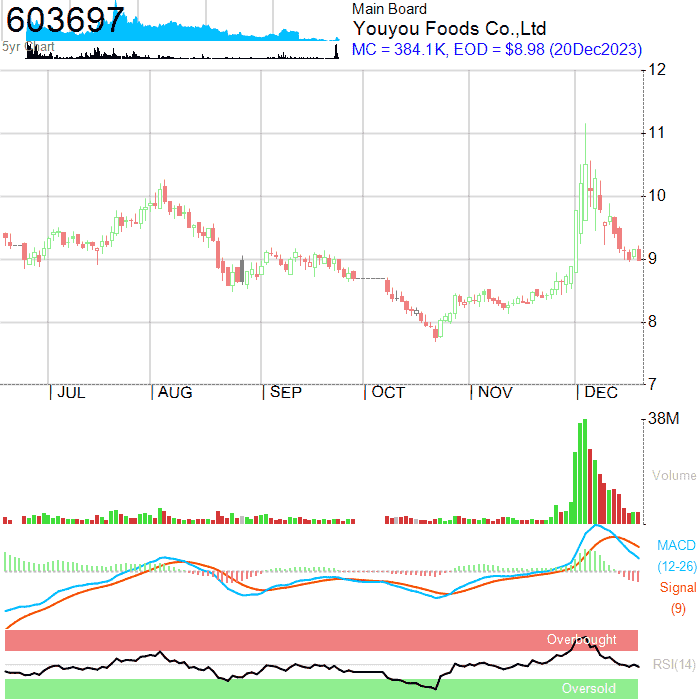 603697
5yr Chart
Main Board
Youyou Foods Co.,Ltd
MC = 384.1K, EOD = $8.98 (20Dec2023)
12
11
10
9
8
7
JUL
AUG
SEP
OCT
NOV
DEC
38M
Volume
MACD
(12-26)
Signal
(9)
Overbought
RSI(14)
Oversold